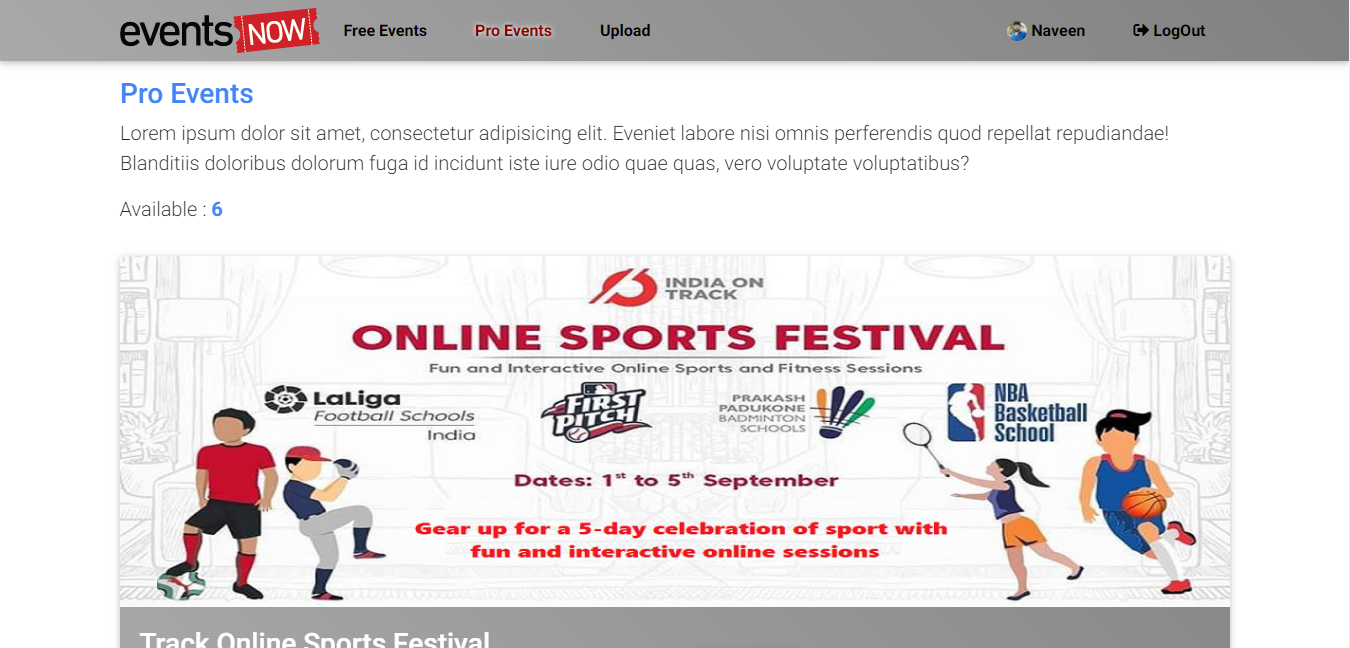 events NOW Free Events Pro Events Upload Naveen LogOut
Pro Events
Lorem ipsum dolor sit amet, consectetur adipisicing elit. Eveniet labore nisi omnis perferendis quod repellat repudiandae!
Blanditiis doloribus dolorum fuga id incidunt iste iure odio quae quas, vero voluptate voluptatibus?
Available : 6
INDIA ON
TRACK
ONLINE SPORTS FESTIVAL
Fun and Interactive Online Sports and Fitness Sessions
LaLiga
Football Schools
India
FIRST
PITCH
PRAKASH
PADUKONE
BADMINTON
SCHOOLS
NBA
Basketball
School
Dates: 1st to 5th September
Gear up for a 5-day celebration of sport with
fun and interactive online sessions
Track Online Sports Festival